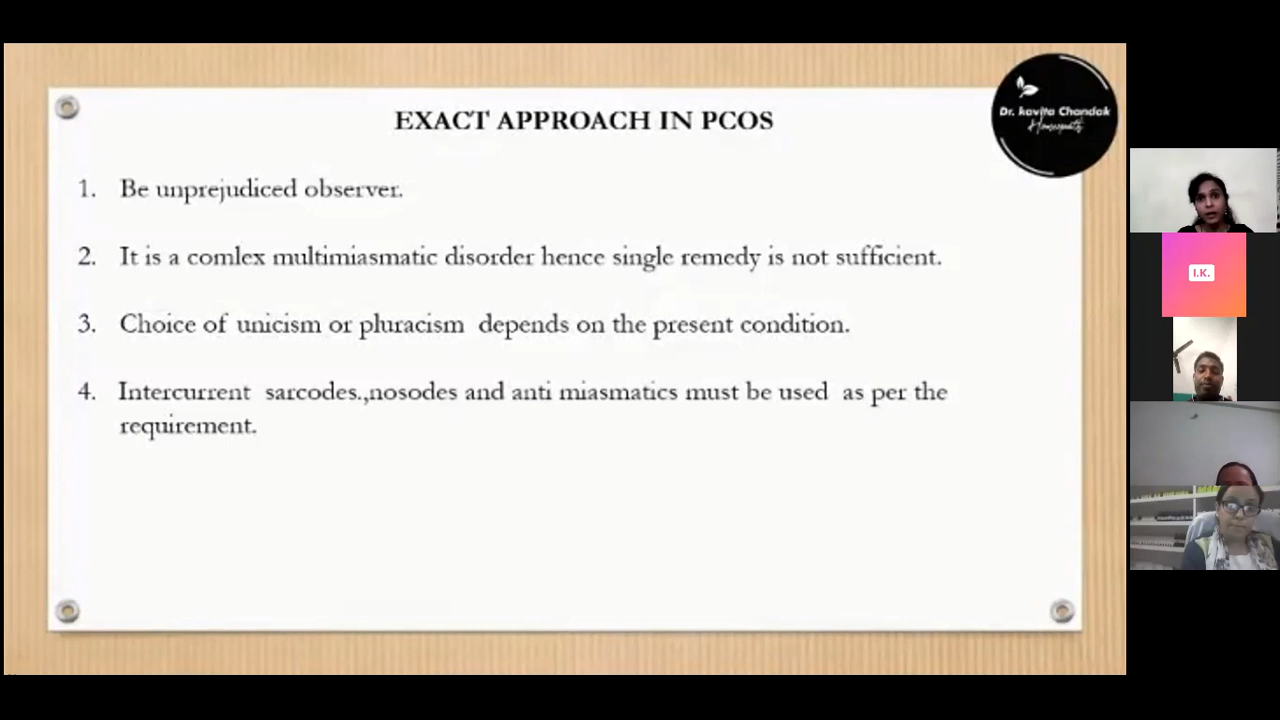 EXACT APPROACH IN PCOS
Dr. kavita Chandak
Homeopathy
1. Be unprejudiced observer.
2. It is a comlex multimiasmatic disorder hence single remedy is not sufficient.
3. Choice of unicism or pluracism depends on the present condition.
4. Intercurrent sarcodes.,nosodes and anti miasmatics must be used as per the
requirement.
I.K.